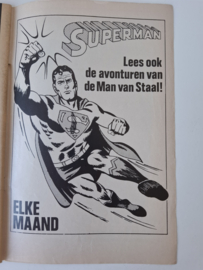 SUPERMAN
Lees ook
de avonturen van
de Man van Staal!
ELKE
MAAND